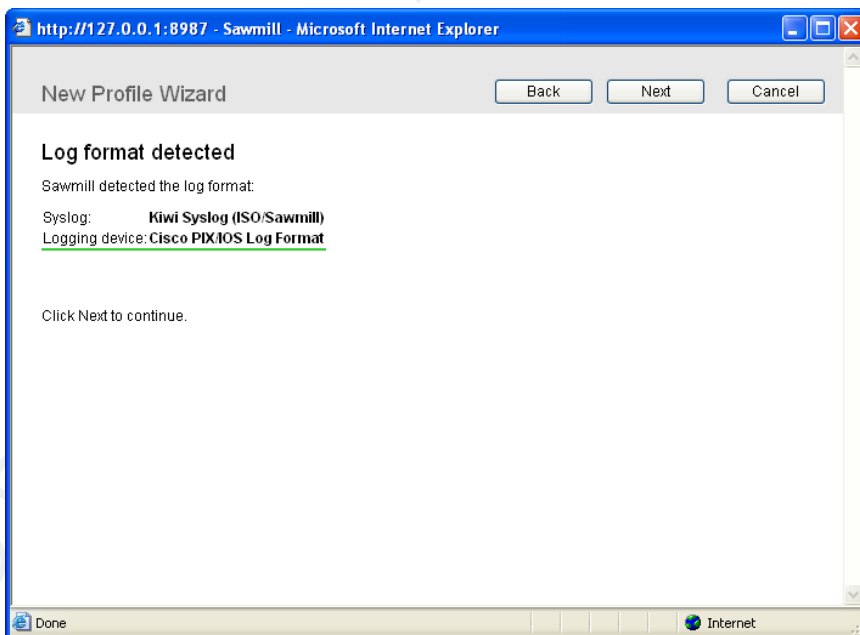 http://127.0.0.1:8987 - Sawmill - Microsoft Internet Explorer
New Profile Wizard
Back
Next
Cancel
Log format detected
Sawmill detected the log format:
Syslog: Kiwi Syslog (ISO/Sawmill)
Logging device: Cisco PIX/IOS Log Format
Click Next to continue.
Done
Internet